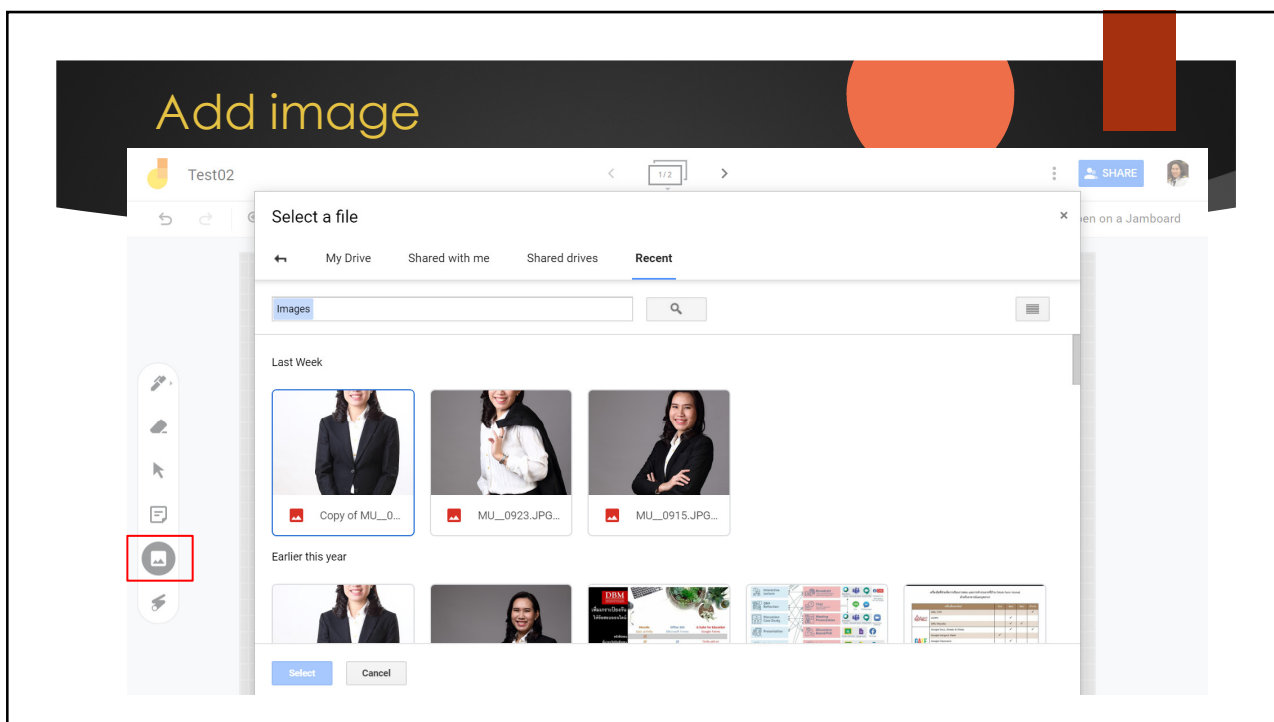 Add image
Test02
1/2
SHARE
Select a file
×
en on a Jamboard
My Drive Shared with me Shared drives Recent
Images
Last Week
Copy of MU__0...
MU__0923.JPG...
MU__0915.JPG...
Earlier this year
DBM
Select Cancel